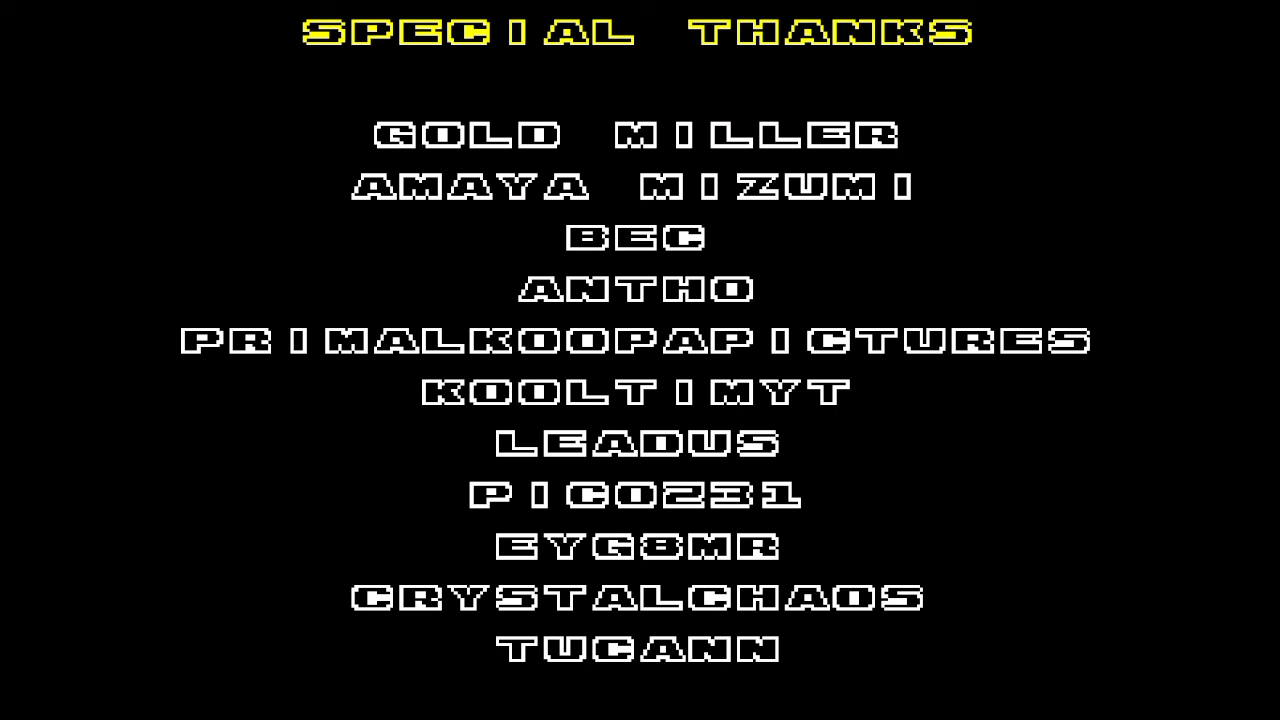 SPECIAL THANKS
GOLD MILLER
AMAYA MIZUMI
BEC
ANTHO
PRIMALKOOPAPICTURES
KOOLTIMYT
LEADUS
PICO231
EYG8MR
CRYSTALCHAOS
TUCANN